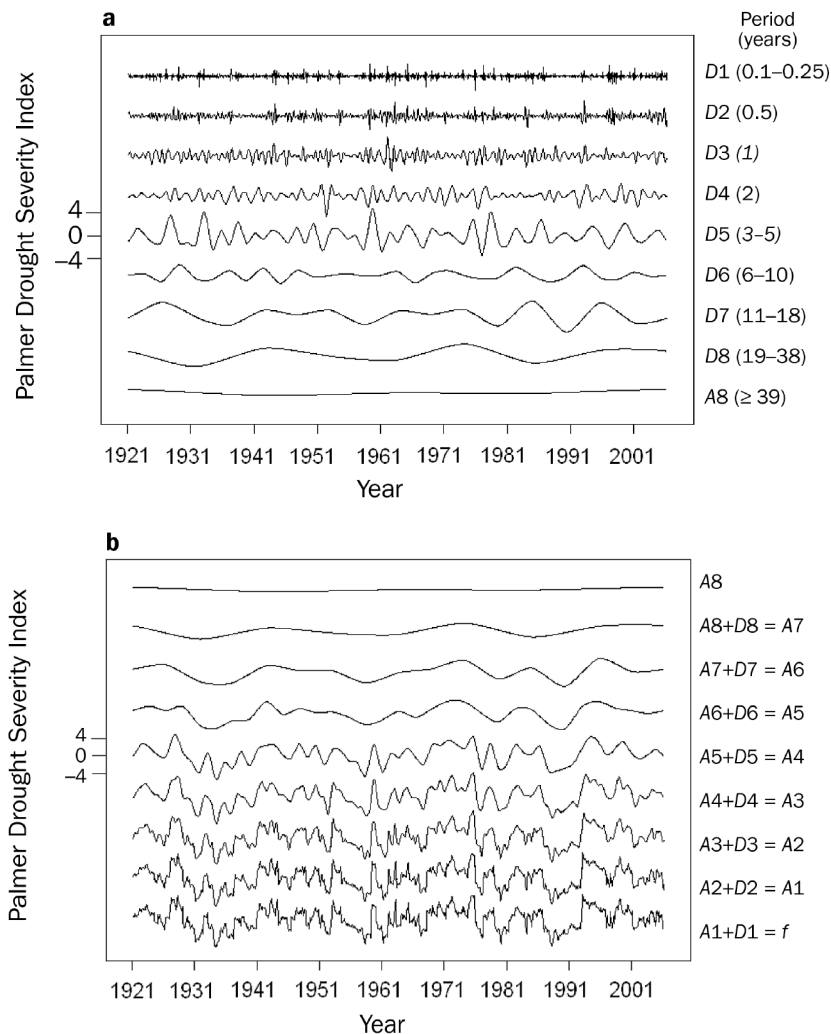 a
Period
(years)
D1 (0.1–0.25)
D2 (0.5)
D3 (1)
D4 (2)
D5 (3–5)
D6 (6–10)
D7 (11–18)
D8 (19–38)
A8 (≥ 39)
Palmer Drought Severity Index
4
0
−4
1921 1931 1941 1951 1961 1971 1981 1991 2001
Year
b
A8
A8+D8 = A7
A7+D7 = A6
A6+D6 = A5
A5+D5 = A4
A4+D4 = A3
A3+D3 = A2
A2+D2 = A1
A1+D1 = f
Palmer Drought Severity Index
4
0
−4
1921 1931 1941 1951 1961 1971 1981 1991 2001
Year